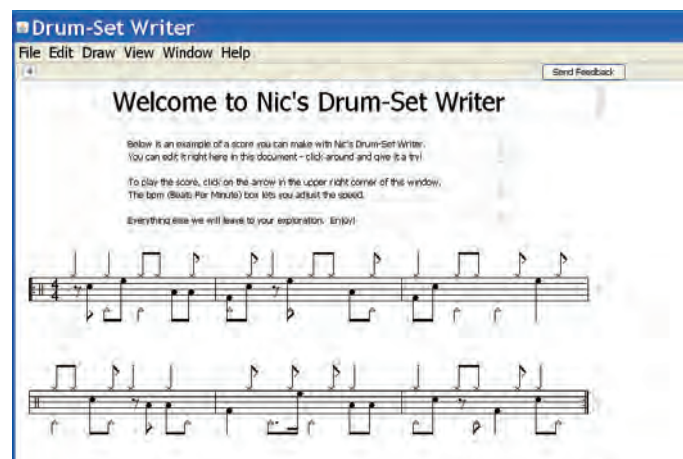 Drum-Set Writer
File Edit Draw View Window Help
Send Feedback
Welcome to Nic's Drum-Set Writer
Below is an example of a score you can make with Nic's Drum-Set Writer.
You can edit it right here in this document - click around and give it a try!
To play the score, click on the arrow in the upper right corner of this window.
The bpm (Beats Per Minute) box lets you adjust the speed.
Everything else we will leave to your exploration. Enjoy!
4
4